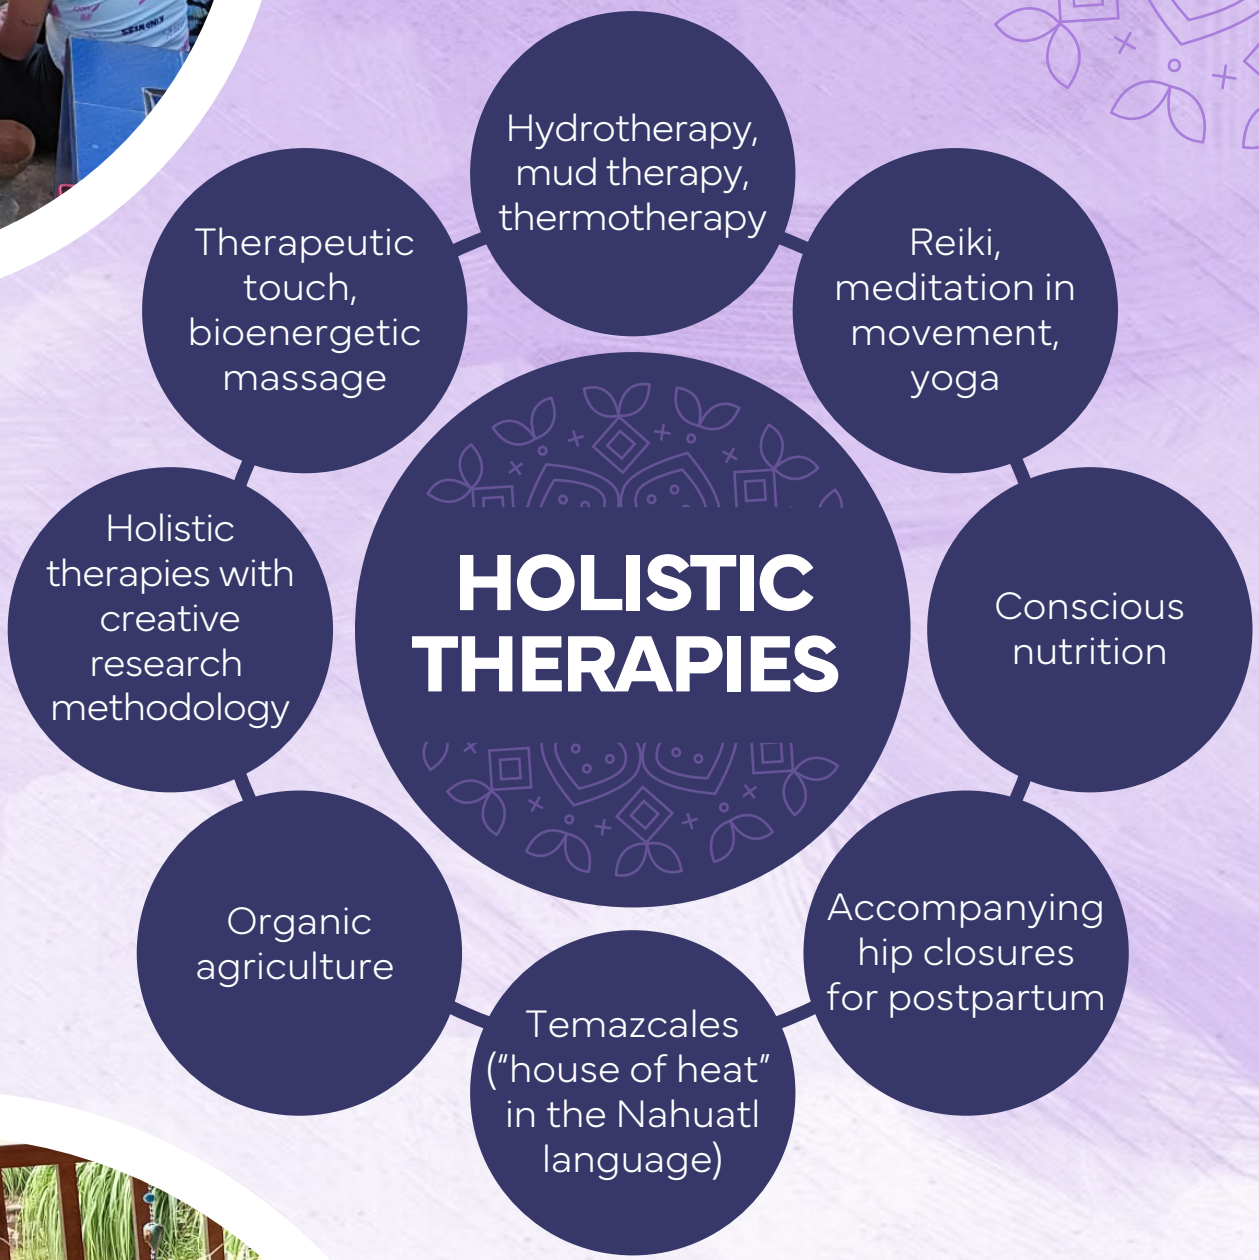 Hydrotherapy,
mud therapy,
thermotherapy
Reiki,
meditation in
movement,
yoga
Conscious
nutrition
Accompanying
hip closures
for postpartum
Temazcales
("house of heat"
in the Nahuatl
language)
Organic
agriculture
Holistic
therapies with
creative
research
methodology
Therapeutic
touch,
bioenergetic
massage
HOLISTIC
THERAPIES
KINDNESS